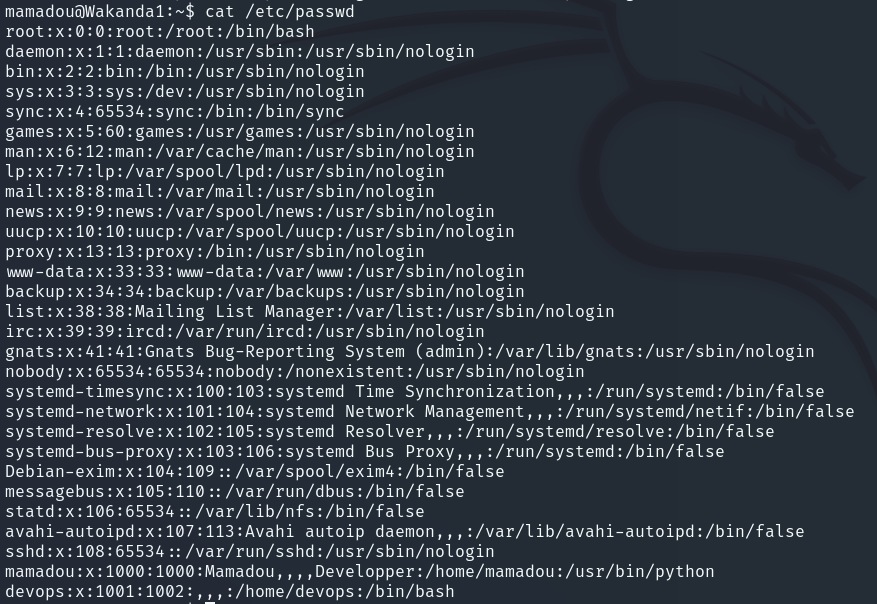 mamadou@Wakanda1:~$ cat /etc/passwd
root:x:0:0:root:/root:/bin/bash
daemon:x:1:1:daemon:/usr/sbin:/usr/sbin/nologin
bin:x:2:2:bin:/bin:/usr/sbin/nologin
sys:x:3:3:sys:/dev:/usr/sbin/nologin
sync:x:4:65534:sync:/bin:/bin/sync
games:x:5:60:games:/usr/games:/usr/sbin/nologin
man:x:6:12:man:/var/cache/man:/usr/sbin/nologin
lp:x:7:7:lp:/var/spool/lpd:/usr/sbin/nologin
mail:x:8:8:mail:/var/mail:/usr/sbin/nologin
news:x:9:9:news:/var/spool/news:/usr/sbin/nologin
uucp:x:10:10:uucp:/var/spool/uucp:/usr/sbin/nologin
proxy:x:13:13:proxy:/bin:/usr/sbin/nologin
www-data:x:33:33:www-data:/var/www:/usr/sbin/nologin
backup:x:34:34:backup:/var/backups:/usr/sbin/nologin
list:x:38:38:Mailing List Manager:/var/list:/usr/sbin/nologin
irc:x:39:39:ircd:/var/run/ircd:/usr/sbin/nologin
gnats:x:41:41:Gnats Bug-Reporting System (admin):/var/lib/gnats:/usr/sbin/nologin
nobody:x:65534:65534:nobody:/nonexistent:/usr/sbin/nologin
systemd-timesync:x:100:103:systemd Time Synchronization,,,:/run/systemd:/bin/false
systemd-network:x:101:104:systemd Network Management,,,:/run/systemd/netif:/bin/false
systemd-resolve:x:102:105:systemd Resolver,,,:/run/systemd/resolve:/bin/false
systemd-bus-proxy:x:103:106:systemd Bus Proxy,,,:/run/systemd:/bin/false
Debian-exim:x:104:109::/var/spool/exim4:/bin/false
messagebus:x:105:110::/var/run/dbus:/bin/false
statd:x:106:65534::/var/lib/nfs:/bin/false
avahi-autoipd:x:107:113:Avahi autoip daemon,,,:/var/lib/avahi-autoipd:/bin/false
sshd:x:108:65534::/var/run/sshd:/usr/sbin/nologin
mamadou:x:1000:1000:Mamadou,,,,Developper:/home/mamadou:/usr/bin/python
devops:x:1001:1002:,,,:/home/devops:/bin/bash